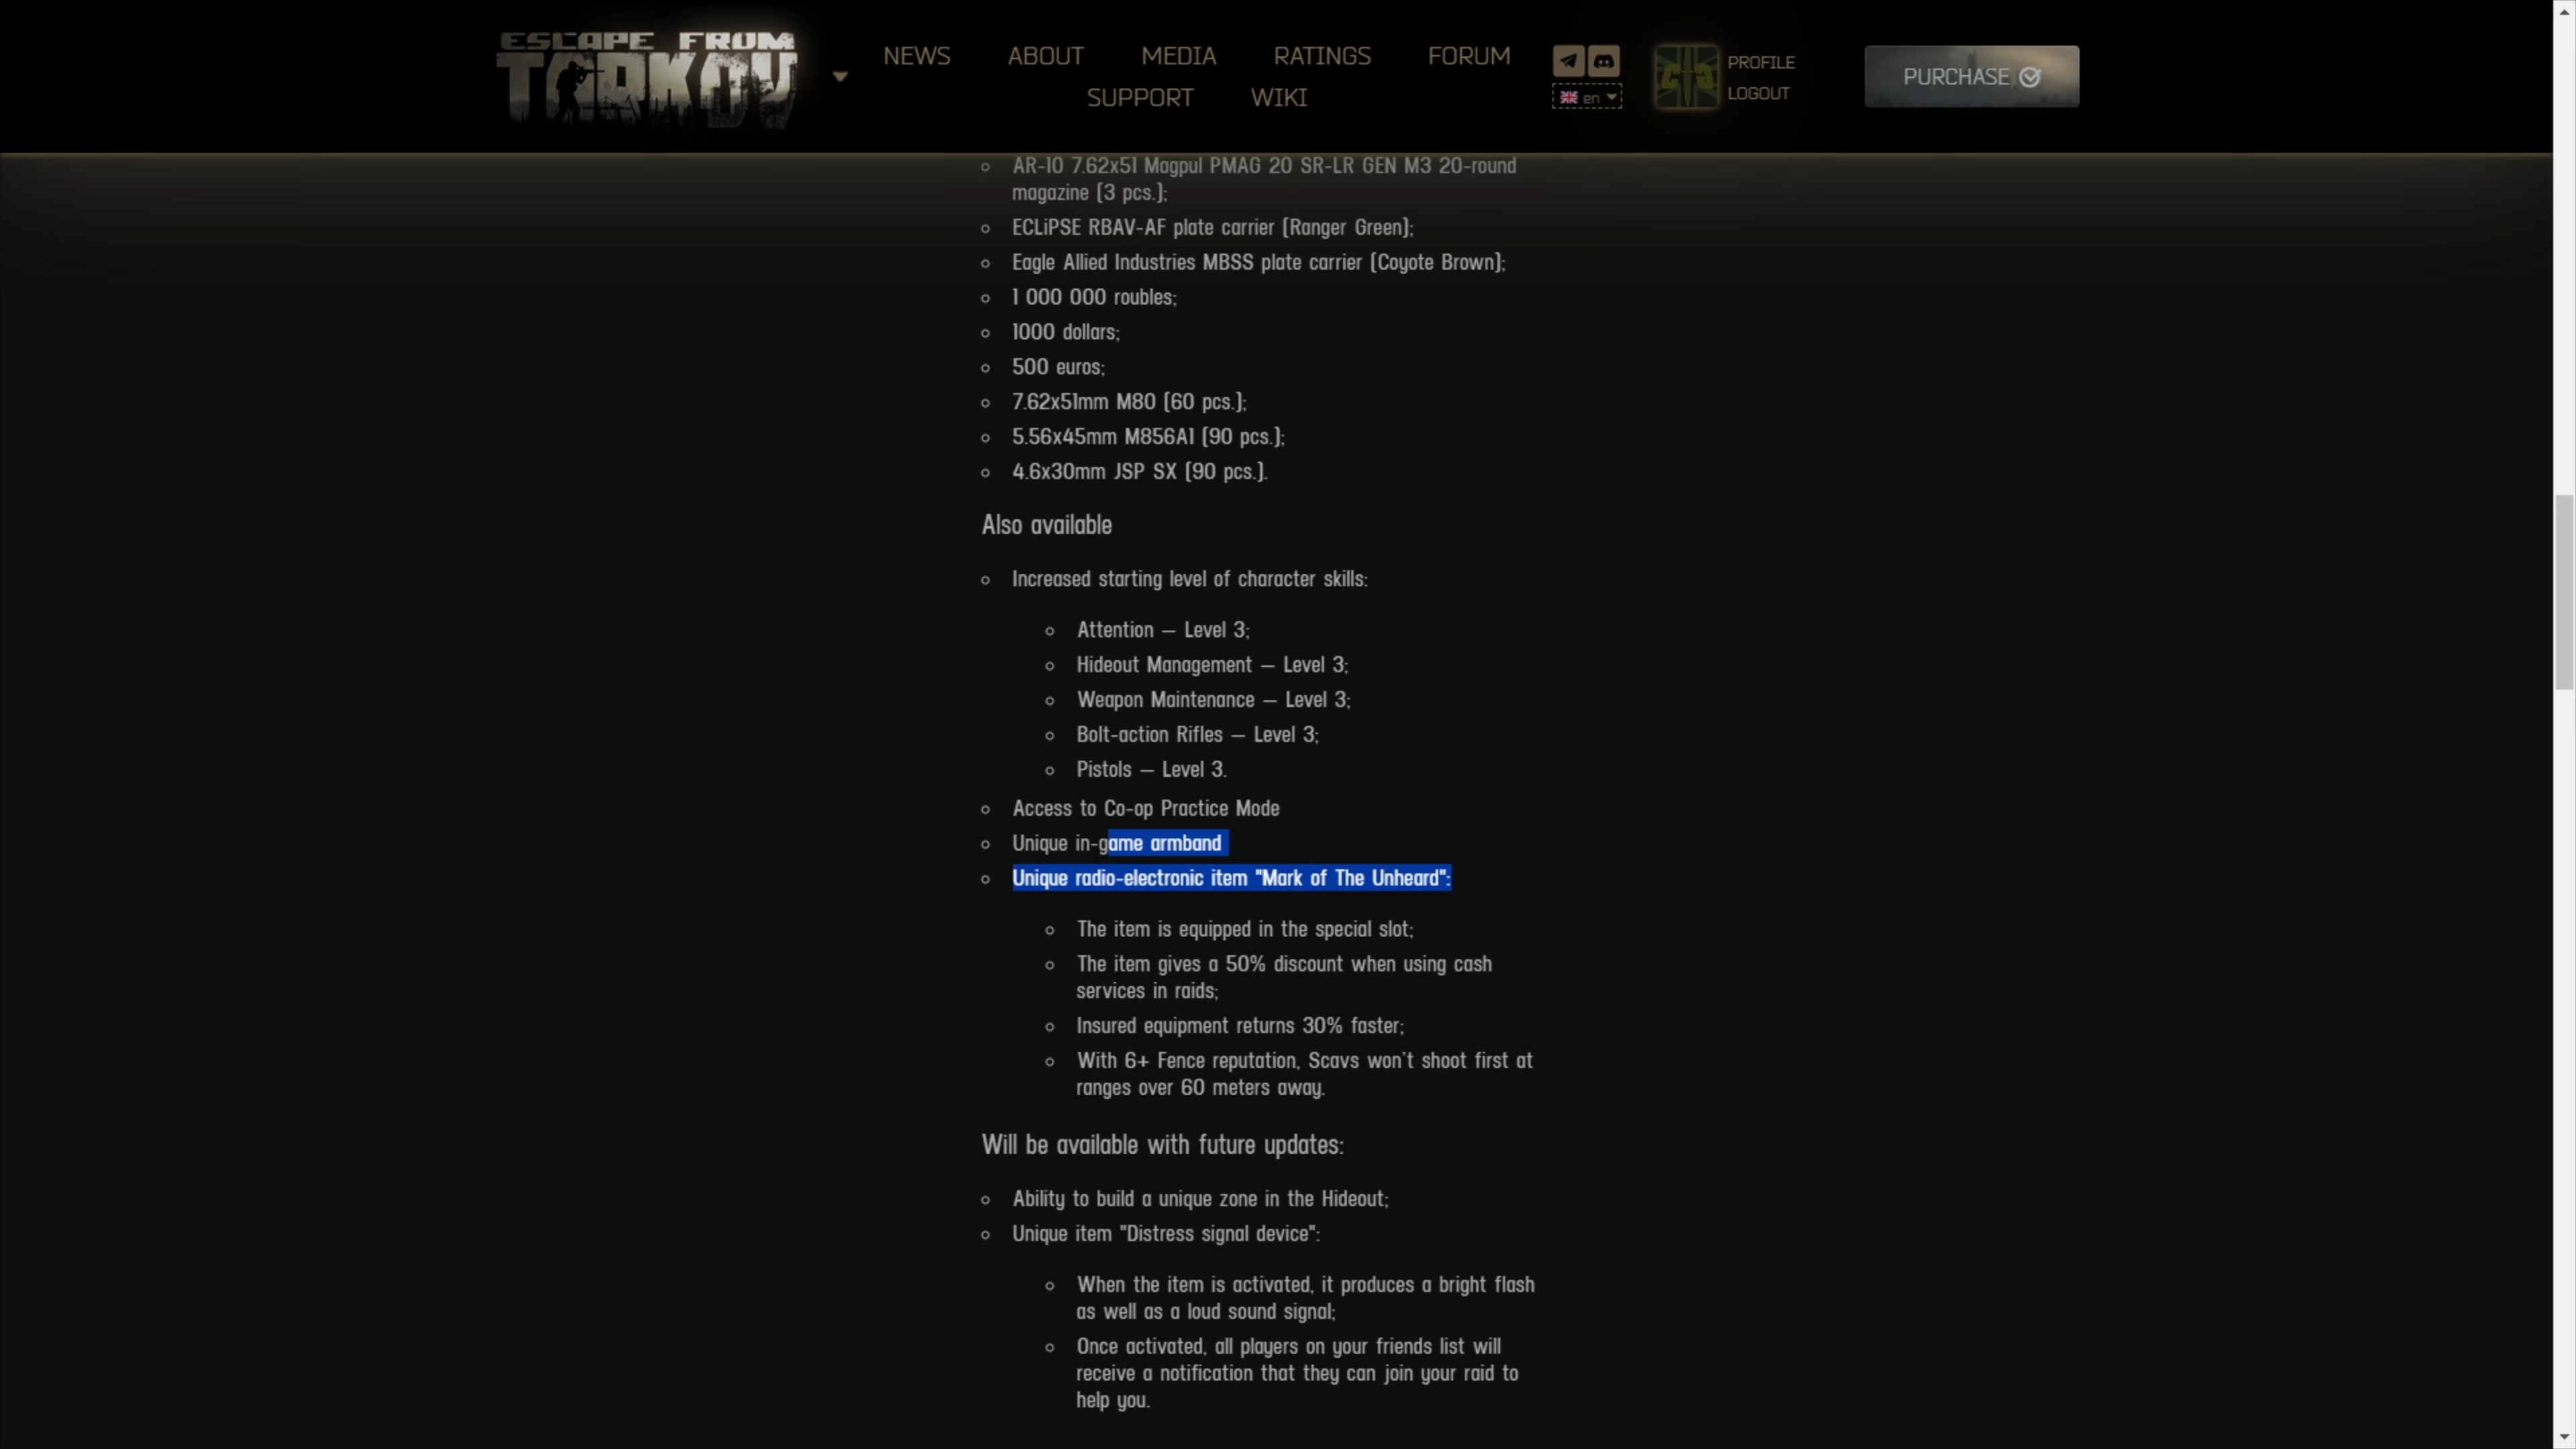 ESCAPE FROM
TARKOV
NEWS ABOUT MEDIA RATINGS FORUM
SUPPORT WIKI
en
PROFILE
LOGOUT
PURCHASE
AR-10 7.62x51 Magpul PMAG 20 SR-LR GEN M3 20-round
magazine (3 pcs.);
ECLiPSE RBAV-AF plate carrier (Ranger Green);
Eagle Allied Industries MBSS plate carrier (Coyote Brown);
1 000 000 roubles;
1000 dollars;
500 euros;
7.62x51mm M80 (60 pcs.);
5.56x45mm M856A1 (90 pcs.);
4.6x30mm JSP SX (90 pcs.).
Also available
Increased starting level of character skills:
Attention – Level 3;
Hideout Management – Level 3;
Weapon Maintenance – Level 3;
Bolt-action Rifles – Level 3;
Pistols – Level 3.
Access to Co-op Practice Mode
Unique in-game armband
Unique radio-electronic item "Mark of The Unheard":
The item is equipped in the special slot;
The item gives a 50% discount when using cash
services in raids;
Insured equipment returns 30% faster;
With 6+ Fence reputation, Scavs won't shoot first at
ranges over 60 meters away.
Will be available with future updates:
Ability to build a unique zone in the Hideout;
Unique item "Distress signal device":
When the item is activated, it produces a bright flash
as well as a loud sound signal;
Once activated, all players on your friends list will
receive a notification that they can join your raid to
help you.